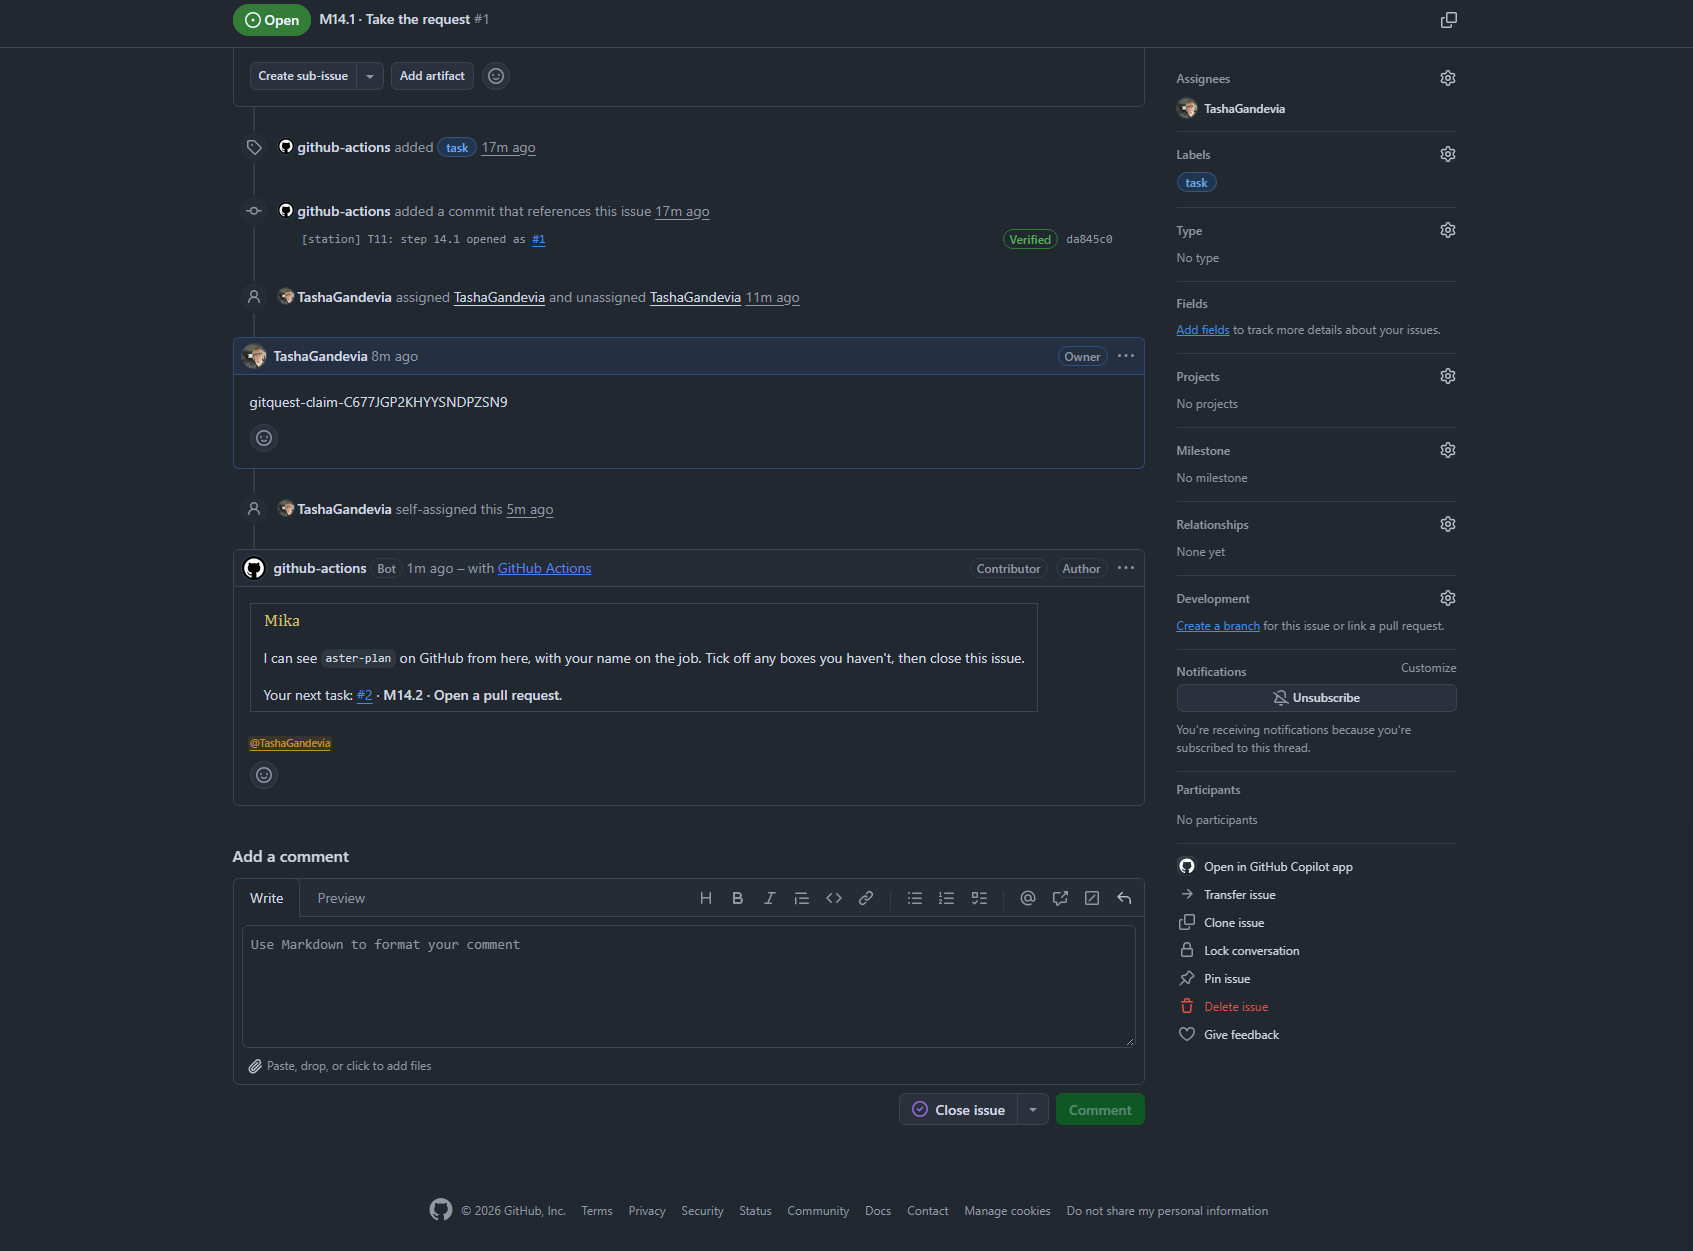 Open M14.1 · Take the request #1
Create sub-issue Add artifact
github-actions added task 17m ago
github-actions added a commit that references this issue 17m ago
[station] T11: step 14.1 opened as #1 Verified da845c0
TashaGandevia assigned TashaGandevia and unassigned TashaGandevia 11m ago
TashaGandevia 8m ago Owner
gitquest-claim-C677JGP2KHYYSNDPZSN9
TashaGandevia self-assigned this 5m ago
github-actions Bot 1m ago – with GitHub Actions Contributor Author
Mika
I can see aster-plan on GitHub from here, with your name on the job. Tick off any boxes you haven't, then close this issue.
Your next task: #2 · M14.2 · Open a pull request.
@TashaGandevia
Add a comment
Write Preview
Use Markdown to format your comment
Paste, drop, or click to add files
Close issue Comment
Assignees
TashaGandevia
Labels
task
Type
No type
Fields
Add fields to track more details about your issues.
Projects
No projects
Milestone
No milestone
Relationships
None yet
Development
Create a branch for this issue or link a pull request.
Notifications Customize
Unsubscribe
You're receiving notifications because you're
subscribed to this thread.
Participants
No participants
Open in GitHub Copilot app
Transfer issue
Clone issue
Lock conversation
Pin issue
Delete issue
Give feedback
© 2026 GitHub, Inc. Terms Privacy Security Status Community Docs Contact Manage cookies Do not share my personal information